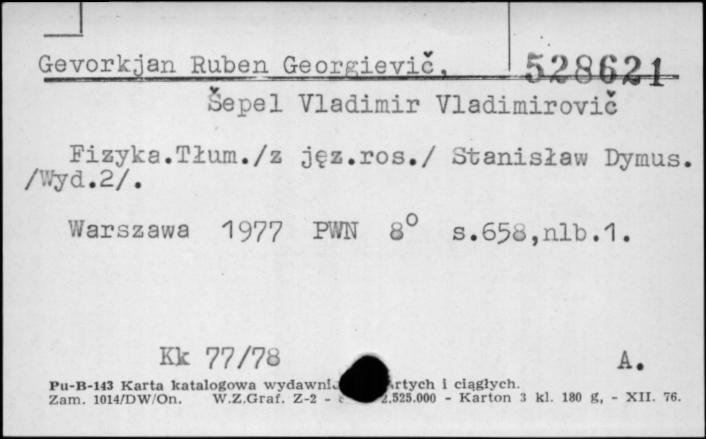 Gevorkjan Ruben Georgievič, 528621
Šepel Vladimir Vladimirovič
Fizyka.Tłum./z jęz.ros./ Stanisław Dymus.
/Wyd.2/.
Warszawa 1977 PWN 8° s.658,nlb.1.
Kk 77/78 A.
Pu-B-143 Karta katalogowa i ciągłych.
Zam. 1014/DW/On. W.Z.Graf. Z-2 - 2.525.000 - Karton 3 kl. 180 g, - XII. 76.